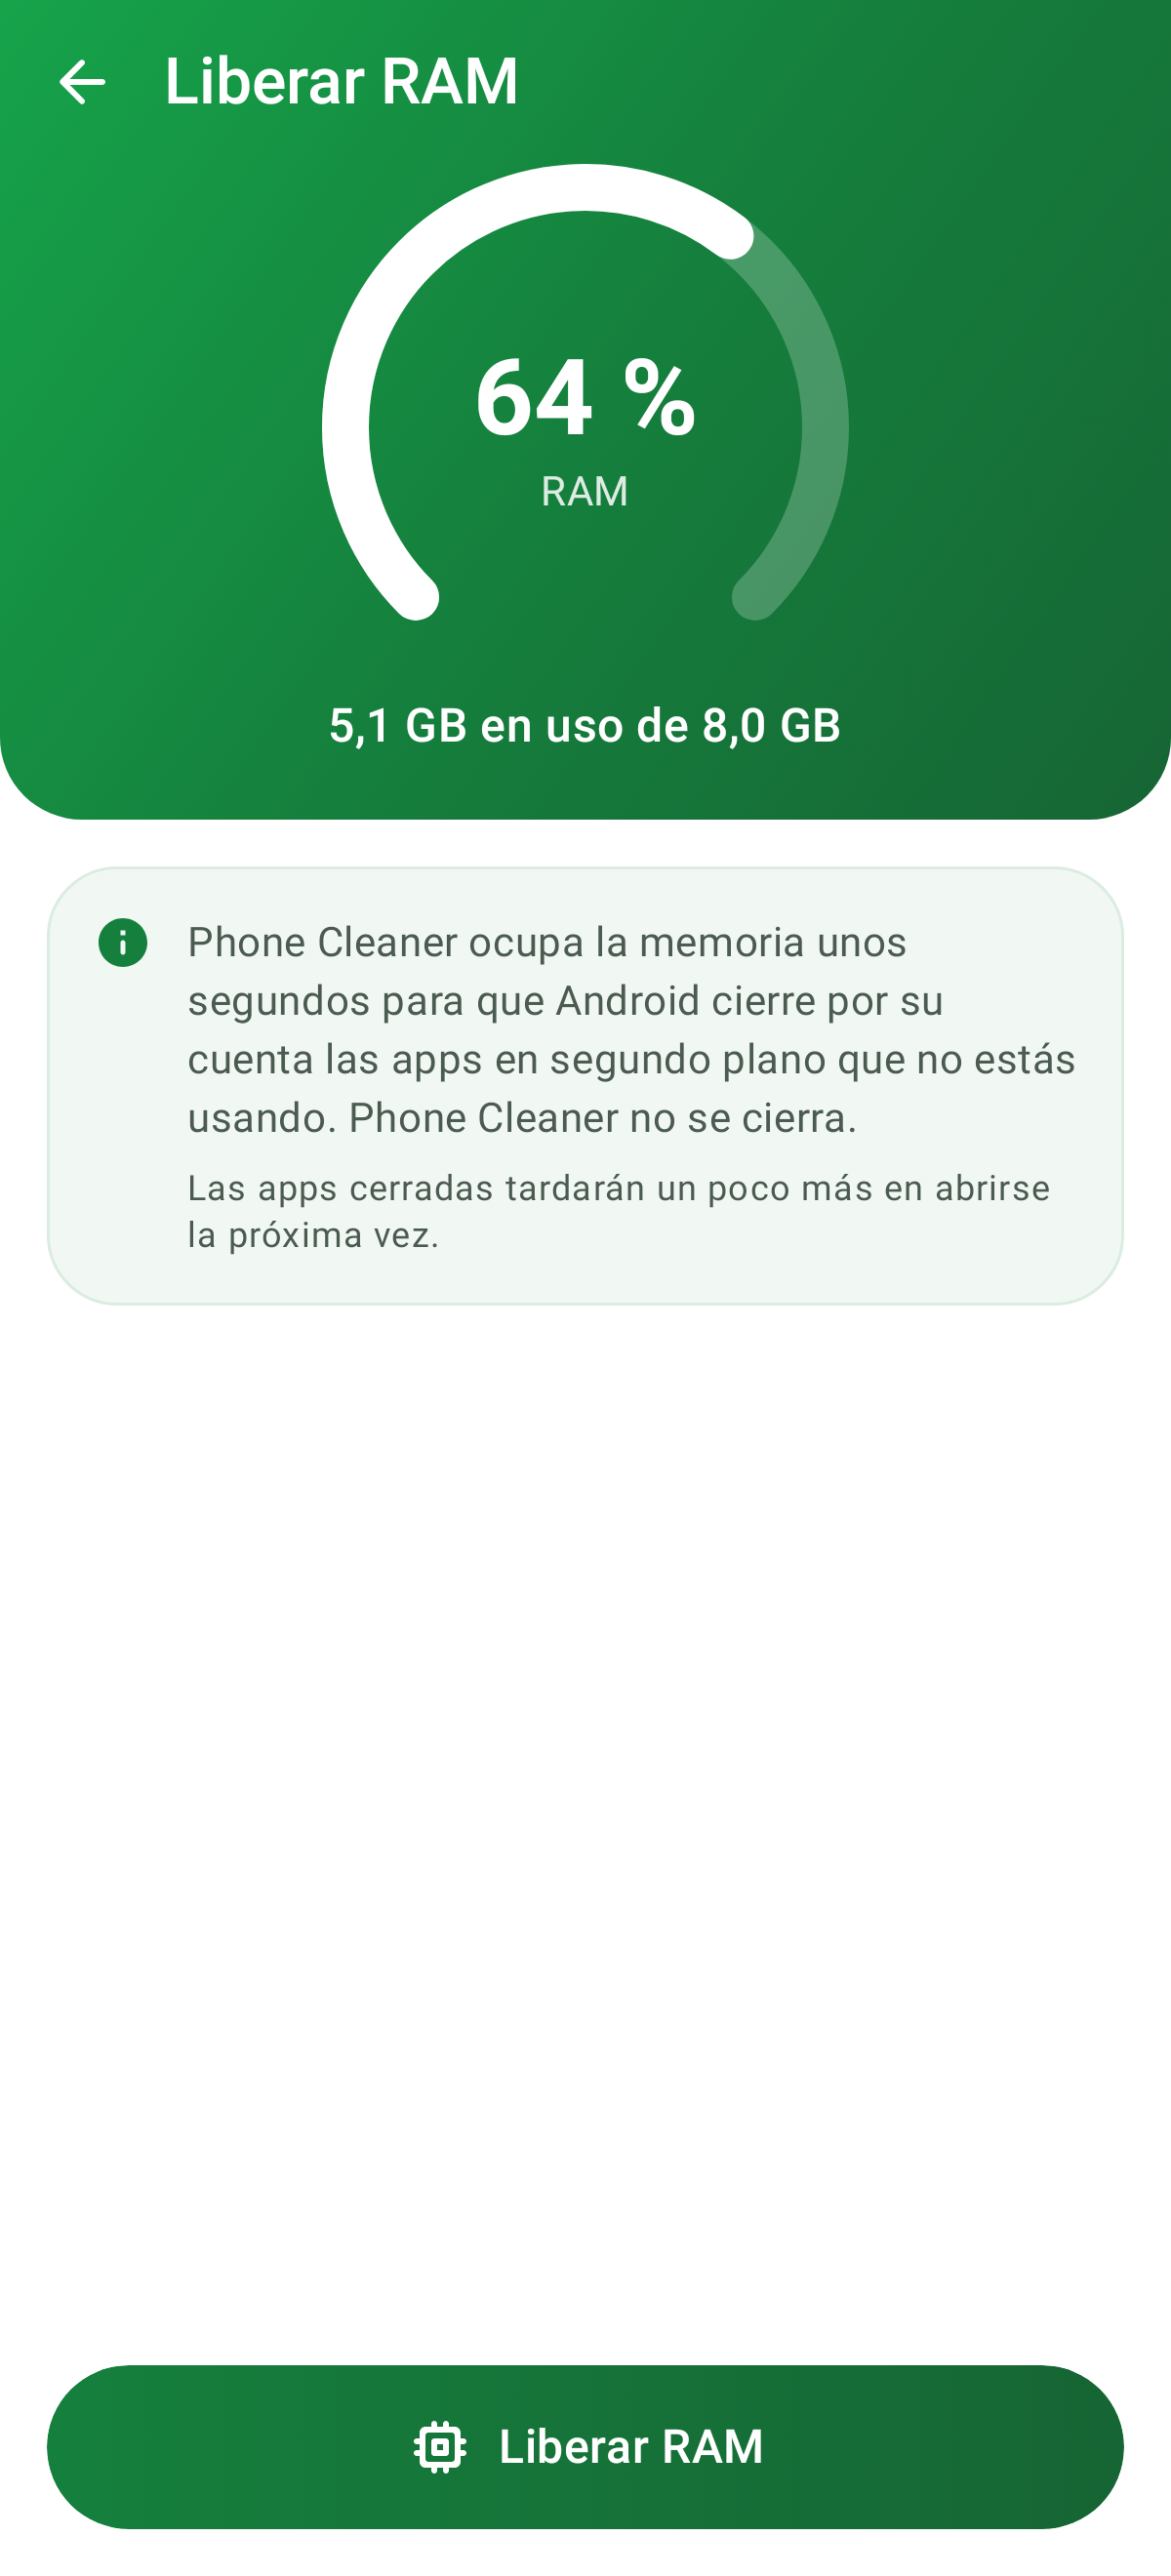 Liberar RAM
64 %
RAM
5,1 GB en uso de 8,0 GB
Phone Cleaner ocupa la memoria unos
segundos para que Android cierre por su
cuenta las apps en segundo plano que no estás
usando. Phone Cleaner no se cierra.
Las apps cerradas tardarán un poco más en abrirse
la próxima vez.
Liberar RAM